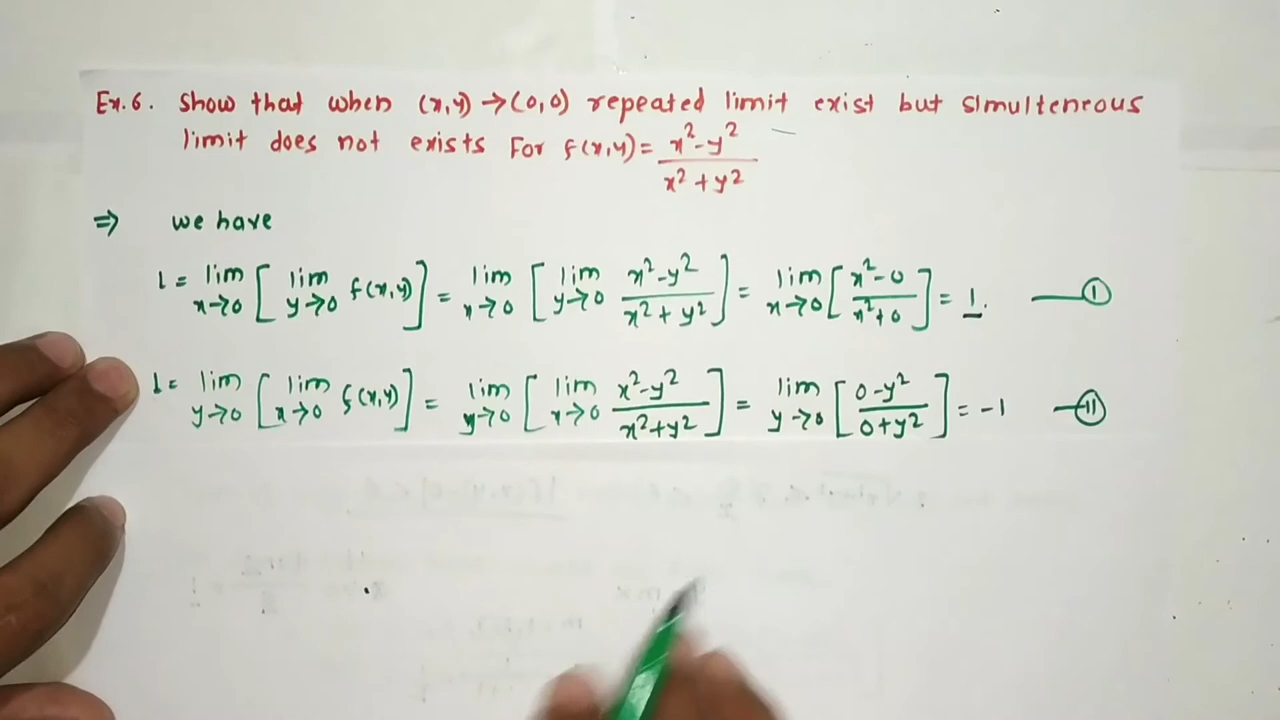 Ex.6. Show that when (x,y) → (0,0) repeated limit exist but simulteneous
limit does not exists For f(x,y) = x²-y² / x²+y²
⇒ we have
l = lim x→0 [ lim y→0 f(x,y) ] = lim x→0 [ lim y→0 x²-y² / x²+y² ] = lim x→0 [ x²-0 / x²+0 ] = 1. — I
l = lim y→0 [ lim x→0 f(x,y) ] = lim y→0 [ lim x→0 x²-y² / x²+y² ] = lim y→0 [ 0-y² / 0+y² ] = -1 — II